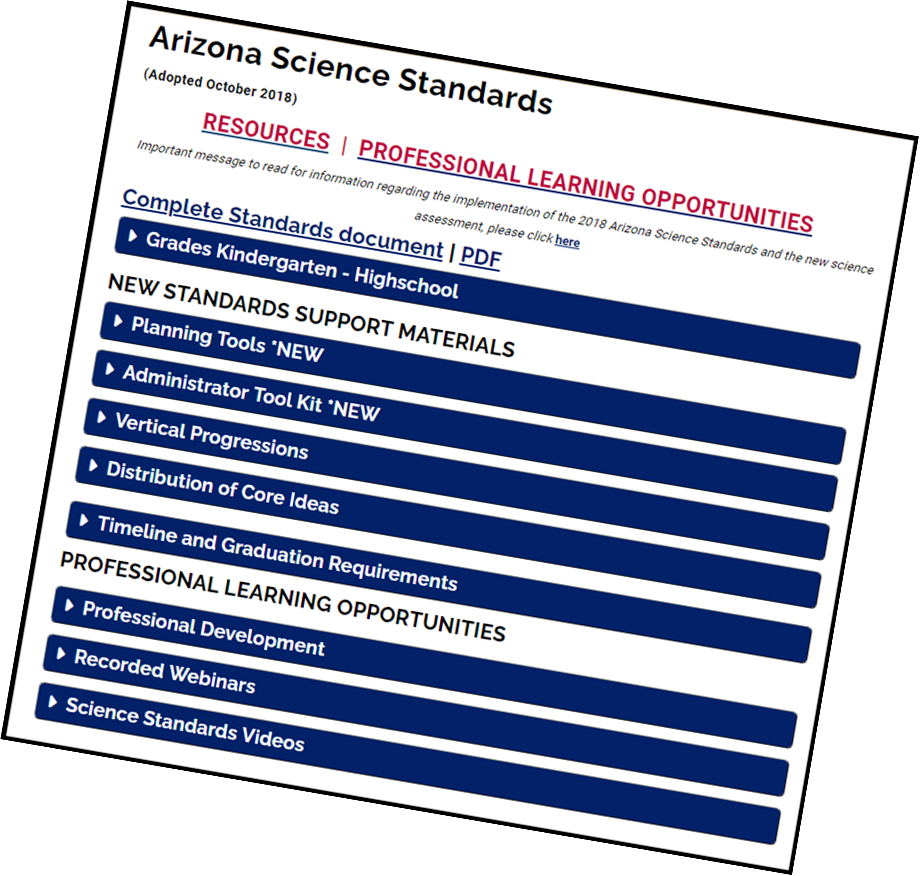 Arizona Science Standards
(Adopted October 2018)
RESOURCES | PROFESSIONAL LEARNING OPPORTUNITIES
Important message to read for information regarding the implementation of the 2018 Arizona Science Standards and the new science
assessment, please click here
Complete Standards document | PDF
Grades Kindergarten - Highschool
NEW STANDARDS SUPPORT MATERIALS
Planning Tools *NEW
Administrator Tool Kit *NEW
Vertical Progressions
Distribution of Core Ideas
Timeline and Graduation Requirements
PROFESSIONAL LEARNING OPPORTUNITIES
Professional Development
Recorded Webinars
Science Standards Videos